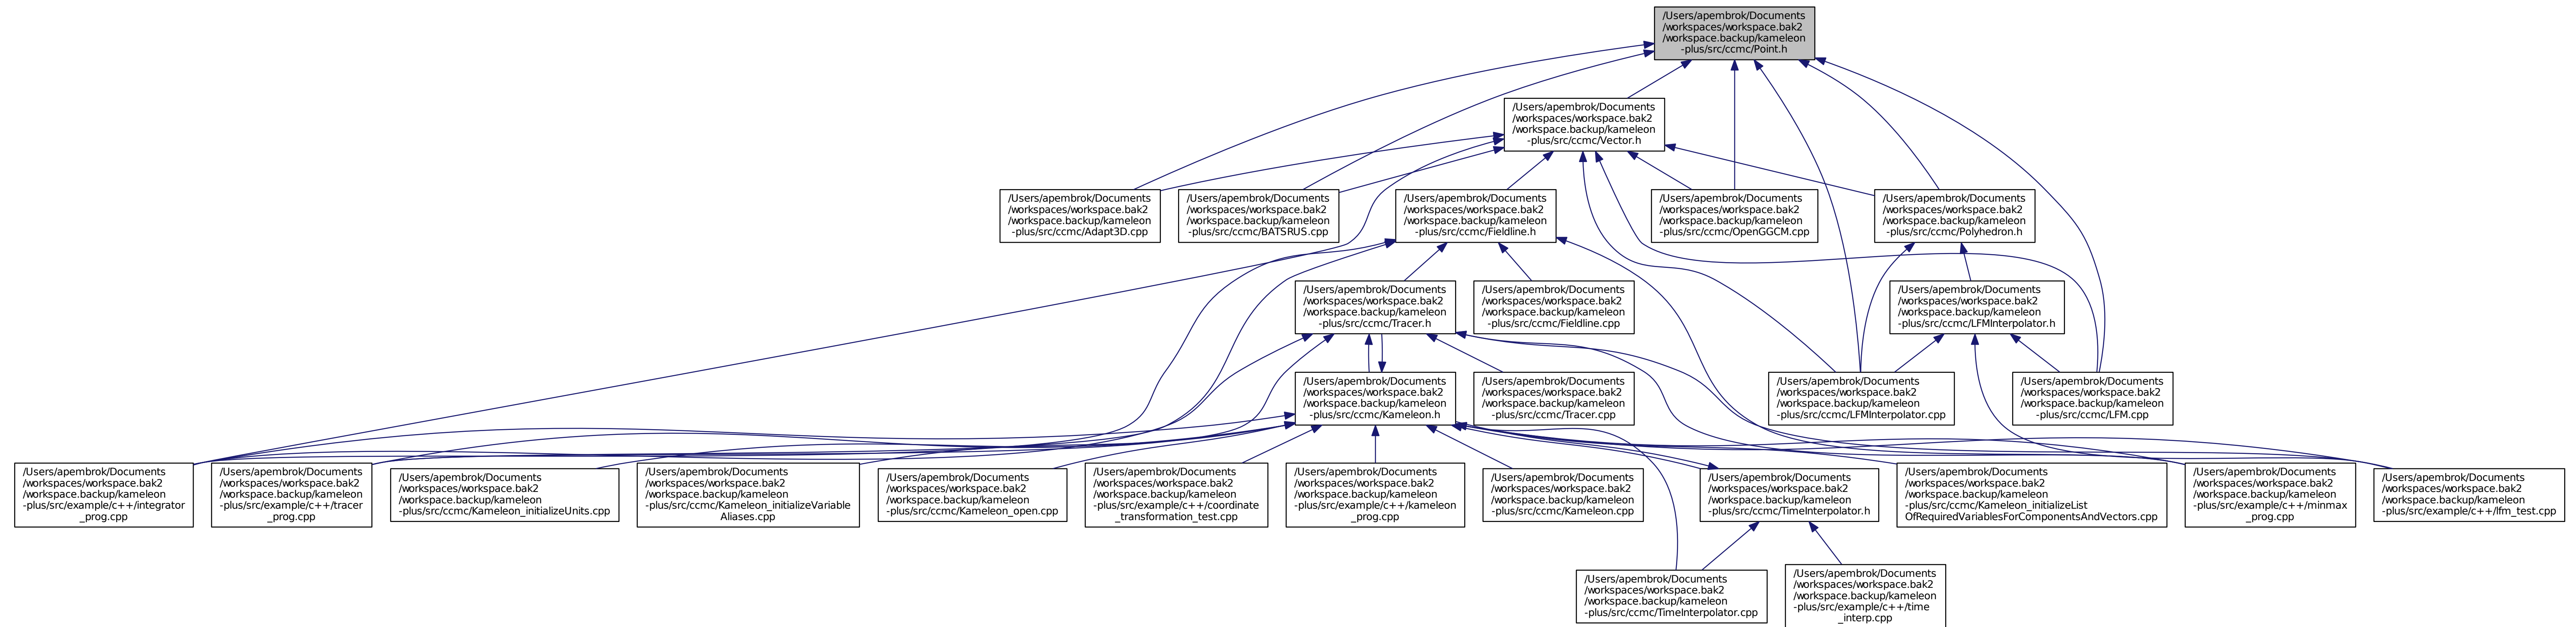 /Users/apembrok/Documents
/workspaces/workspace.bak2
/workspace.backup/kameleon
-plus/src/ccmc/Point.h
/Users/apembrok/Documents
/workspaces/workspace.bak2
/workspace.backup/kameleon
-plus/src/ccmc/Vector.h
/Users/apembrok/Documents
/workspaces/workspace.bak2
/workspace.backup/kameleon
-plus/src/ccmc/Adapt3D.cpp
/Users/apembrok/Documents
/workspaces/workspace.bak2
/workspace.backup/kameleon
-plus/src/ccmc/BATSRUS.cpp
/Users/apembrok/Documents
/workspaces/workspace.bak2
/workspace.backup/kameleon
-plus/src/ccmc/Fieldline.h
/Users/apembrok/Documents
/workspaces/workspace.bak2
/workspace.backup/kameleon
-plus/src/ccmc/OpenGGCM.cpp
/Users/apembrok/Documents
/workspaces/workspace.bak2
/workspace.backup/kameleon
-plus/src/ccmc/Polyhedron.h
/Users/apembrok/Documents
/workspaces/workspace.bak2
/workspace.backup/kameleon
-plus/src/ccmc/Tracer.h
/Users/apembrok/Documents
/workspaces/workspace.bak2
/workspace.backup/kameleon
-plus/src/ccmc/Fieldline.cpp
/Users/apembrok/Documents
/workspaces/workspace.bak2
/workspace.backup/kameleon
-plus/src/ccmc/LFMInterpolator.h
/Users/apembrok/Documents
/workspaces/workspace.bak2
/workspace.backup/kameleon
-plus/src/ccmc/Kameleon.h
/Users/apembrok/Documents
/workspaces/workspace.bak2
/workspace.backup/kameleon
-plus/src/ccmc/Tracer.cpp
/Users/apembrok/Documents
/workspaces/workspace.bak2
/workspace.backup/kameleon
-plus/src/ccmc/LFMInterpolator.cpp
/Users/apembrok/Documents
/workspaces/workspace.bak2
/workspace.backup/kameleon
-plus/src/ccmc/LFM.cpp
/Users/apembrok/Documents
/workspaces/workspace.bak2
/workspace.backup/kameleon
-plus/src/example/c++/integrator
_prog.cpp
/Users/apembrok/Documents
/workspaces/workspace.bak2
/workspace.backup/kameleon
-plus/src/example/c++/tracer
_prog.cpp
/Users/apembrok/Documents
/workspaces/workspace.bak2
/workspace.backup/kameleon
-plus/src/ccmc/Kameleon_initializeUnits.cpp
/Users/apembrok/Documents
/workspaces/workspace.bak2
/workspace.backup/kameleon
-plus/src/ccmc/Kameleon_initializeVariable
Aliases.cpp
/Users/apembrok/Documents
/workspaces/workspace.bak2
/workspace.backup/kameleon
-plus/src/ccmc/Kameleon_open.cpp
/Users/apembrok/Documents
/workspaces/workspace.bak2
/workspace.backup/kameleon
-plus/src/example/c++/coordinate
_transformation_test.cpp
/Users/apembrok/Documents
/workspaces/workspace.bak2
/workspace.backup/kameleon
-plus/src/example/c++/kameleon
_prog.cpp
/Users/apembrok/Documents
/workspaces/workspace.bak2
/workspace.backup/kameleon
-plus/src/ccmc/Kameleon.cpp
/Users/apembrok/Documents
/workspaces/workspace.bak2
/workspace.backup/kameleon
-plus/src/ccmc/TimeInterpolator.h
/Users/apembrok/Documents
/workspaces/workspace.bak2
/workspace.backup/kameleon
-plus/src/ccmc/Kameleon_initializeList
OfRequiredVariablesForComponentsAndVectors.cpp
/Users/apembrok/Documents
/workspaces/workspace.bak2
/workspace.backup/kameleon
-plus/src/example/c++/minmax
_prog.cpp
/Users/apembrok/Documents
/workspaces/workspace.bak2
/workspace.backup/kameleon
-plus/src/example/c++/lfm_test.cpp
/Users/apembrok/Documents
/workspaces/workspace.bak2
/workspace.backup/kameleon
-plus/src/ccmc/TimeInterpolator.cpp
/Users/apembrok/Documents
/workspaces/workspace.bak2
/workspace.backup/kameleon
-plus/src/example/c++/time
_interp.cpp